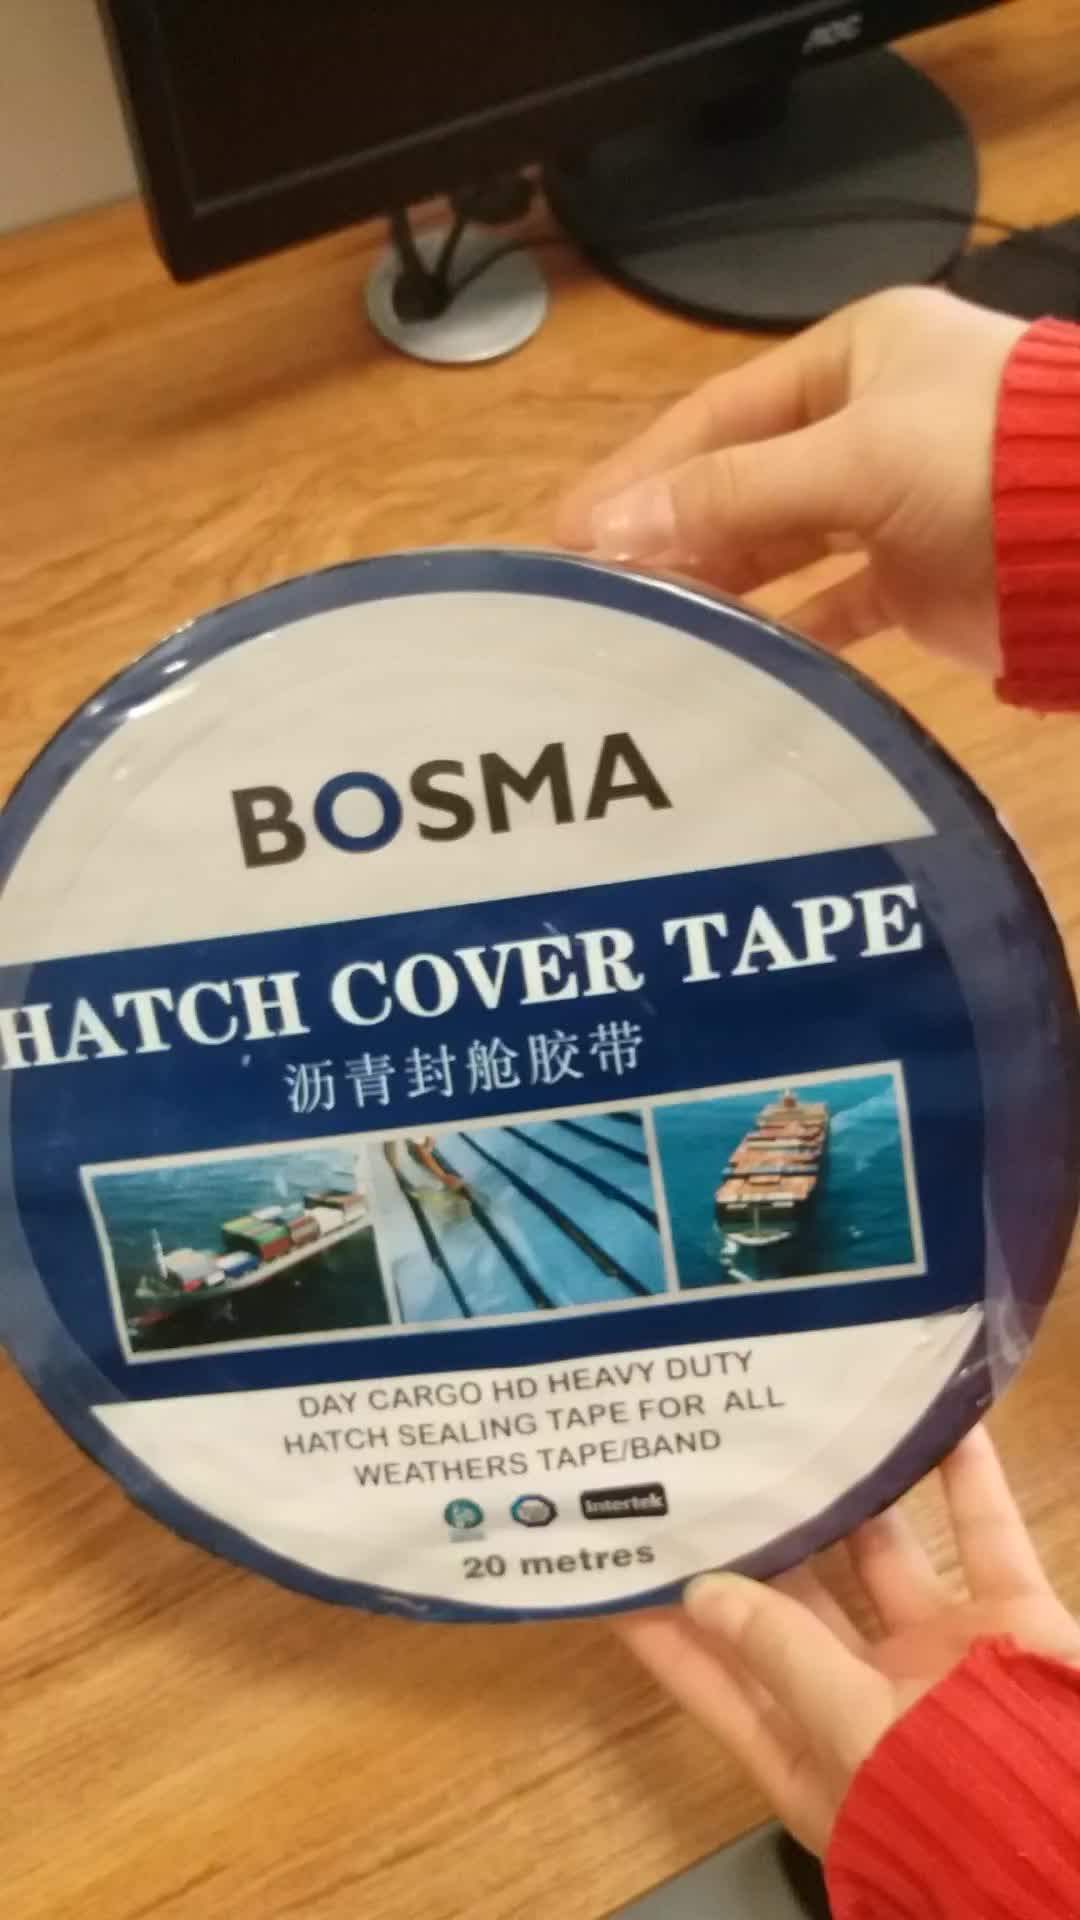 AOC
BOSMA
HATCH COVER TAPE
沥青封舱胶带
DAY CARGO HD HEAVY DUTY
HATCH SEALING TAPE FOR ALL
WEATHERS TAPE/BAND
Intertek
20 metres